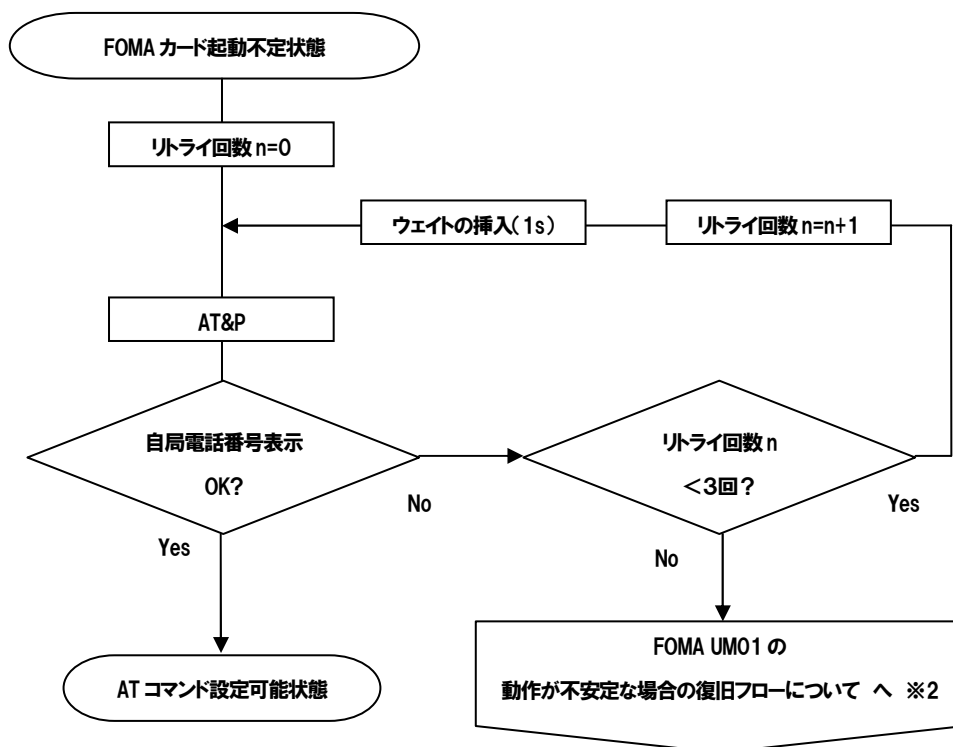 FOMA カード起動不定状態
リトライ回数 n=0
ウェイトの挿入(1s)
リトライ回数 n=n+1
AT&P
自局電話番号表示
OK?
リトライ回数 n
<3回?
No
Yes
Yes
No
FOMA UM01 の
動作が不安定な場合の復旧フローについて へ ※2
AT コマンド設定可能状態